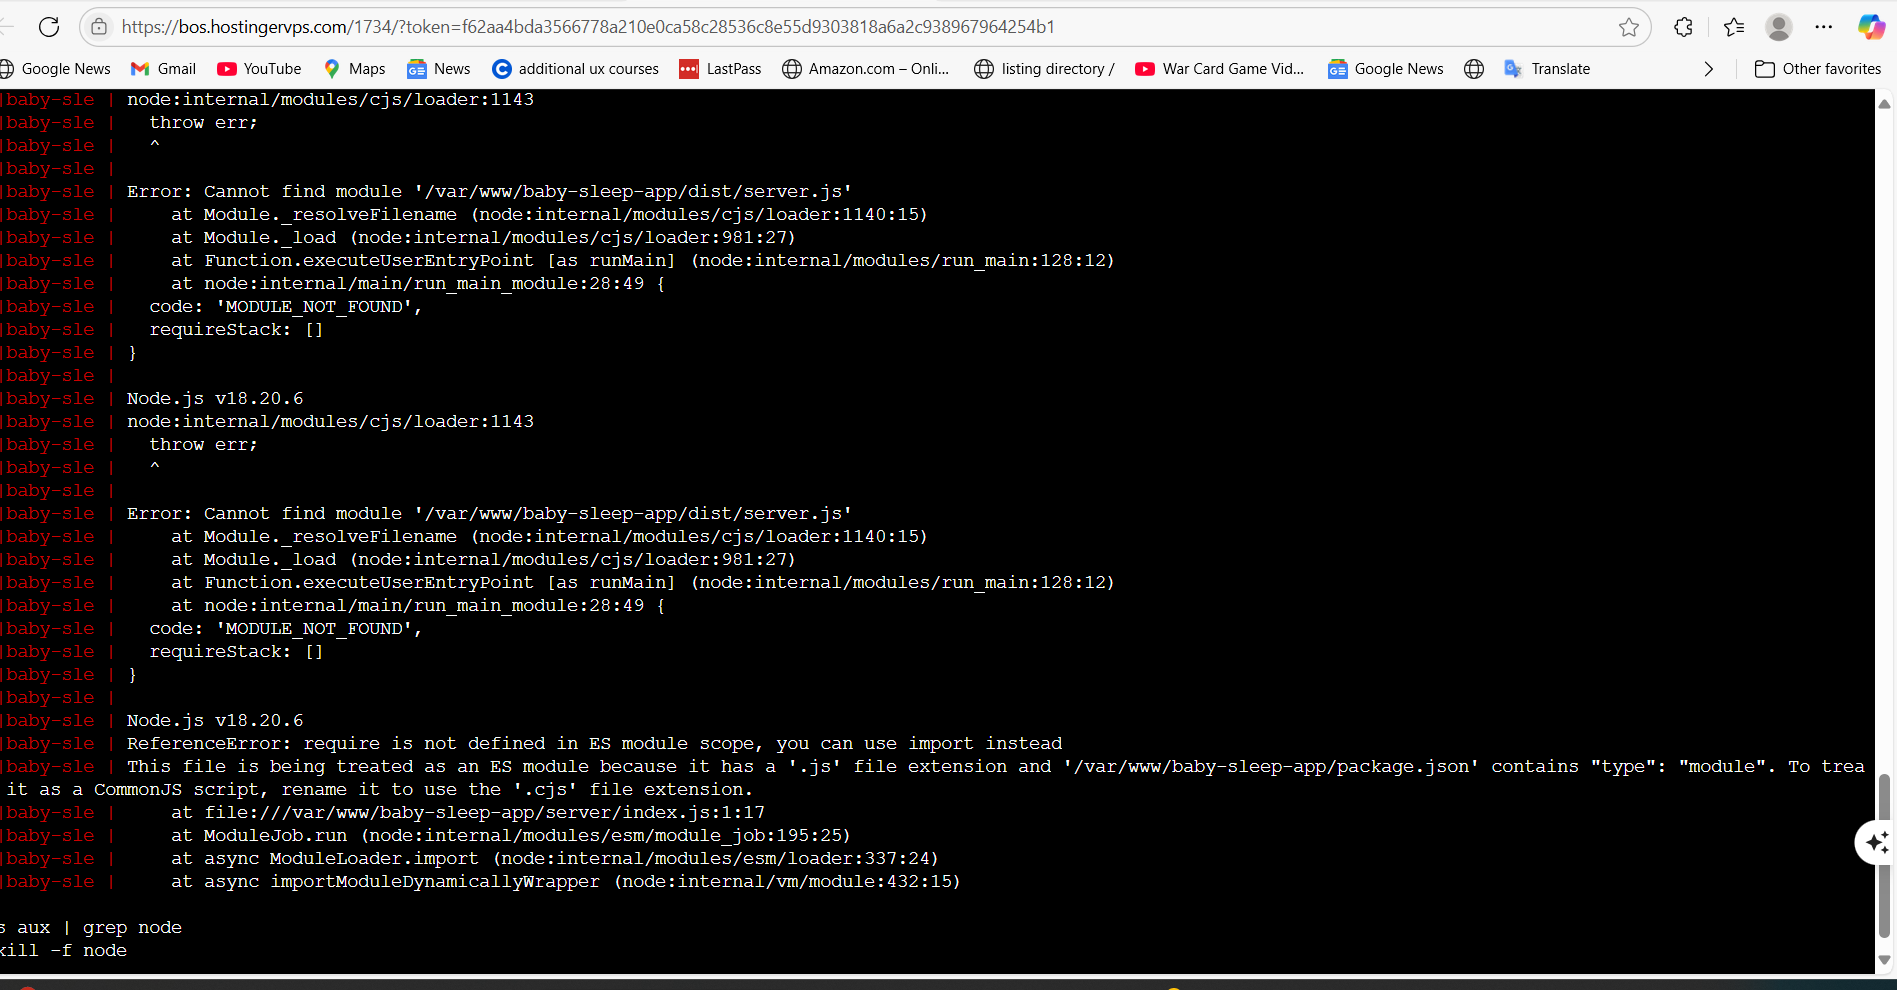 https://bos.hostingervps.com/1734/?token=f62aa4bda3566778a210e0ca58c28536c8e55d9303818a6a2c938967964254b1
Google News Gmail YouTube Maps News additional ux courses LastPass Amazon.com – Onli... listing directory / War Card Game Vid... Google News Translate Other favorites
|baby-sle | node:internal/modules/cjs/loader:1143
|baby-sle |   throw err;
|baby-sle |   ^
|baby-sle |
|baby-sle | Error: Cannot find module '/var/www/baby-sleep-app/dist/server.js'
|baby-sle |     at Module._resolveFilename (node:internal/modules/cjs/loader:1140:15)
|baby-sle |     at Module._load (node:internal/modules/cjs/loader:981:27)
|baby-sle |     at Function.executeUserEntryPoint [as runMain] (node:internal/modules/run_main:128:12)
|baby-sle |     at node:internal/main/run_main_module:28:49 {
|baby-sle |   code: 'MODULE_NOT_FOUND',
|baby-sle |   requireStack: []
|baby-sle | }
|baby-sle |
|baby-sle | Node.js v18.20.6
|baby-sle | node:internal/modules/cjs/loader:1143
|baby-sle |   throw err;
|baby-sle |   ^
|baby-sle |
|baby-sle | Error: Cannot find module '/var/www/baby-sleep-app/dist/server.js'
|baby-sle |     at Module._resolveFilename (node:internal/modules/cjs/loader:1140:15)
|baby-sle |     at Module._load (node:internal/modules/cjs/loader:981:27)
|baby-sle |     at Function.executeUserEntryPoint [as runMain] (node:internal/modules/run_main:128:12)
|baby-sle |     at node:internal/main/run_main_module:28:49 {
|baby-sle |   code: 'MODULE_NOT_FOUND',
|baby-sle |   requireStack: []
|baby-sle | }
|baby-sle |
|baby-sle | Node.js v18.20.6
|baby-sle | ReferenceError: require is not defined in ES module scope, you can use import instead
|baby-sle | This file is being treated as an ES module because it has a '.js' file extension and '/var/www/baby-sleep-app/package.json' contains "type": "module". To trea
it as a CommonJS script, rename it to use the '.cjs' file extension.
|baby-sle |     at file:///var/www/baby-sleep-app/server/index.js:1:17
|baby-sle |     at ModuleJob.run (node:internal/modules/esm/module_job:195:25)
|baby-sle |     at async ModuleLoader.import (node:internal/modules/esm/loader:337:24)
|baby-sle |     at async importModuleDynamicallyWrapper (node:internal/vm/module:432:15)
s aux | grep node
kill -f node